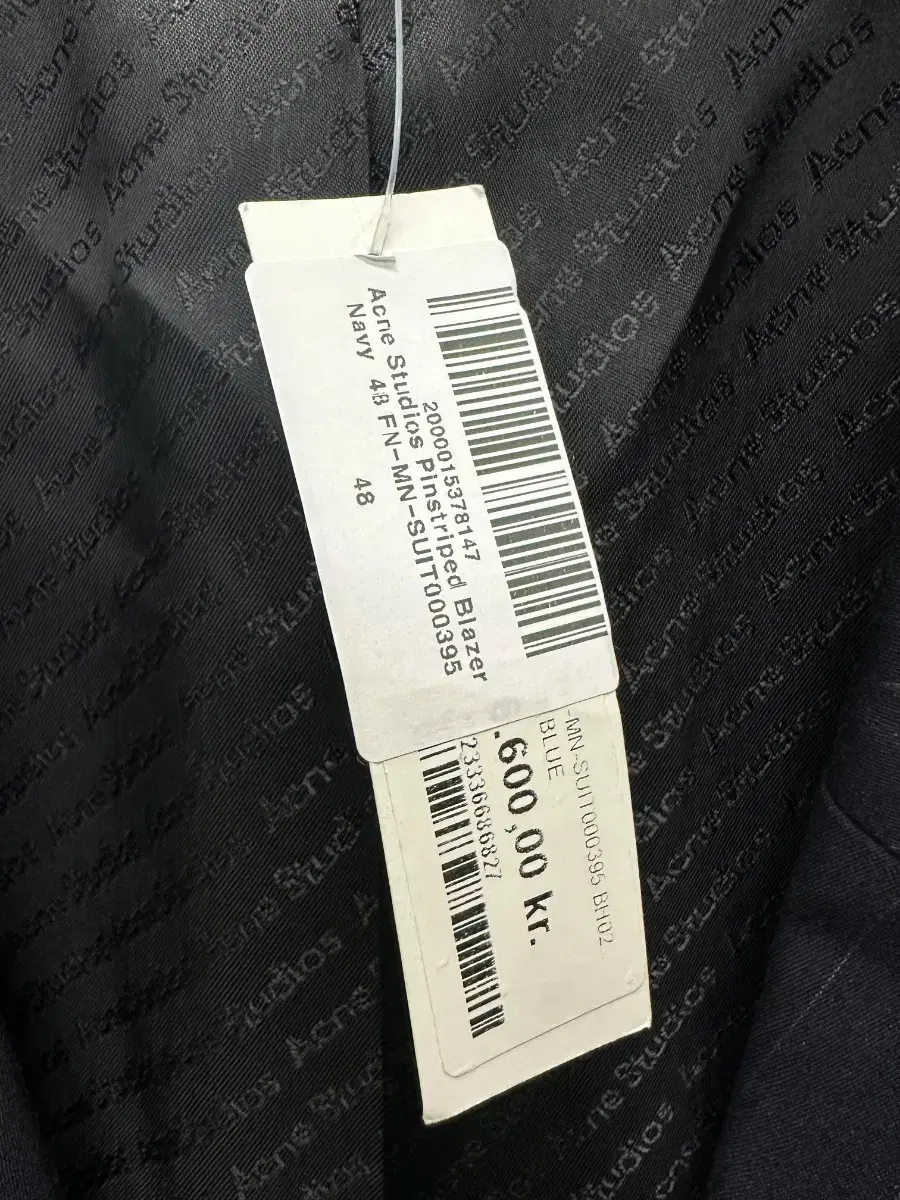 2000015378147
Acne Studios Pinstriped Blazer
Navy 48 FN-MN-SUIT000395
48
-MN-SUIT000395 BH02
BLUE
.600,00 kr.
2333686827
Acne Studios